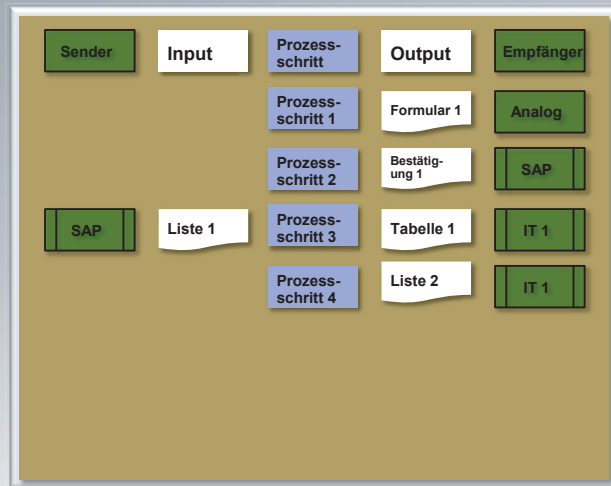 Sender
Input
Prozess-
schritt
Output
Empfänger
Prozess-
schritt 1
Formular 1
Analog
Prozess-
schritt 2
Bestätig-
ung 1
SAP
SAP
Liste 1
Prozess-
schritt 3
Tabelle 1
IT 1
Prozess-
schritt 4
Liste 2
IT 1